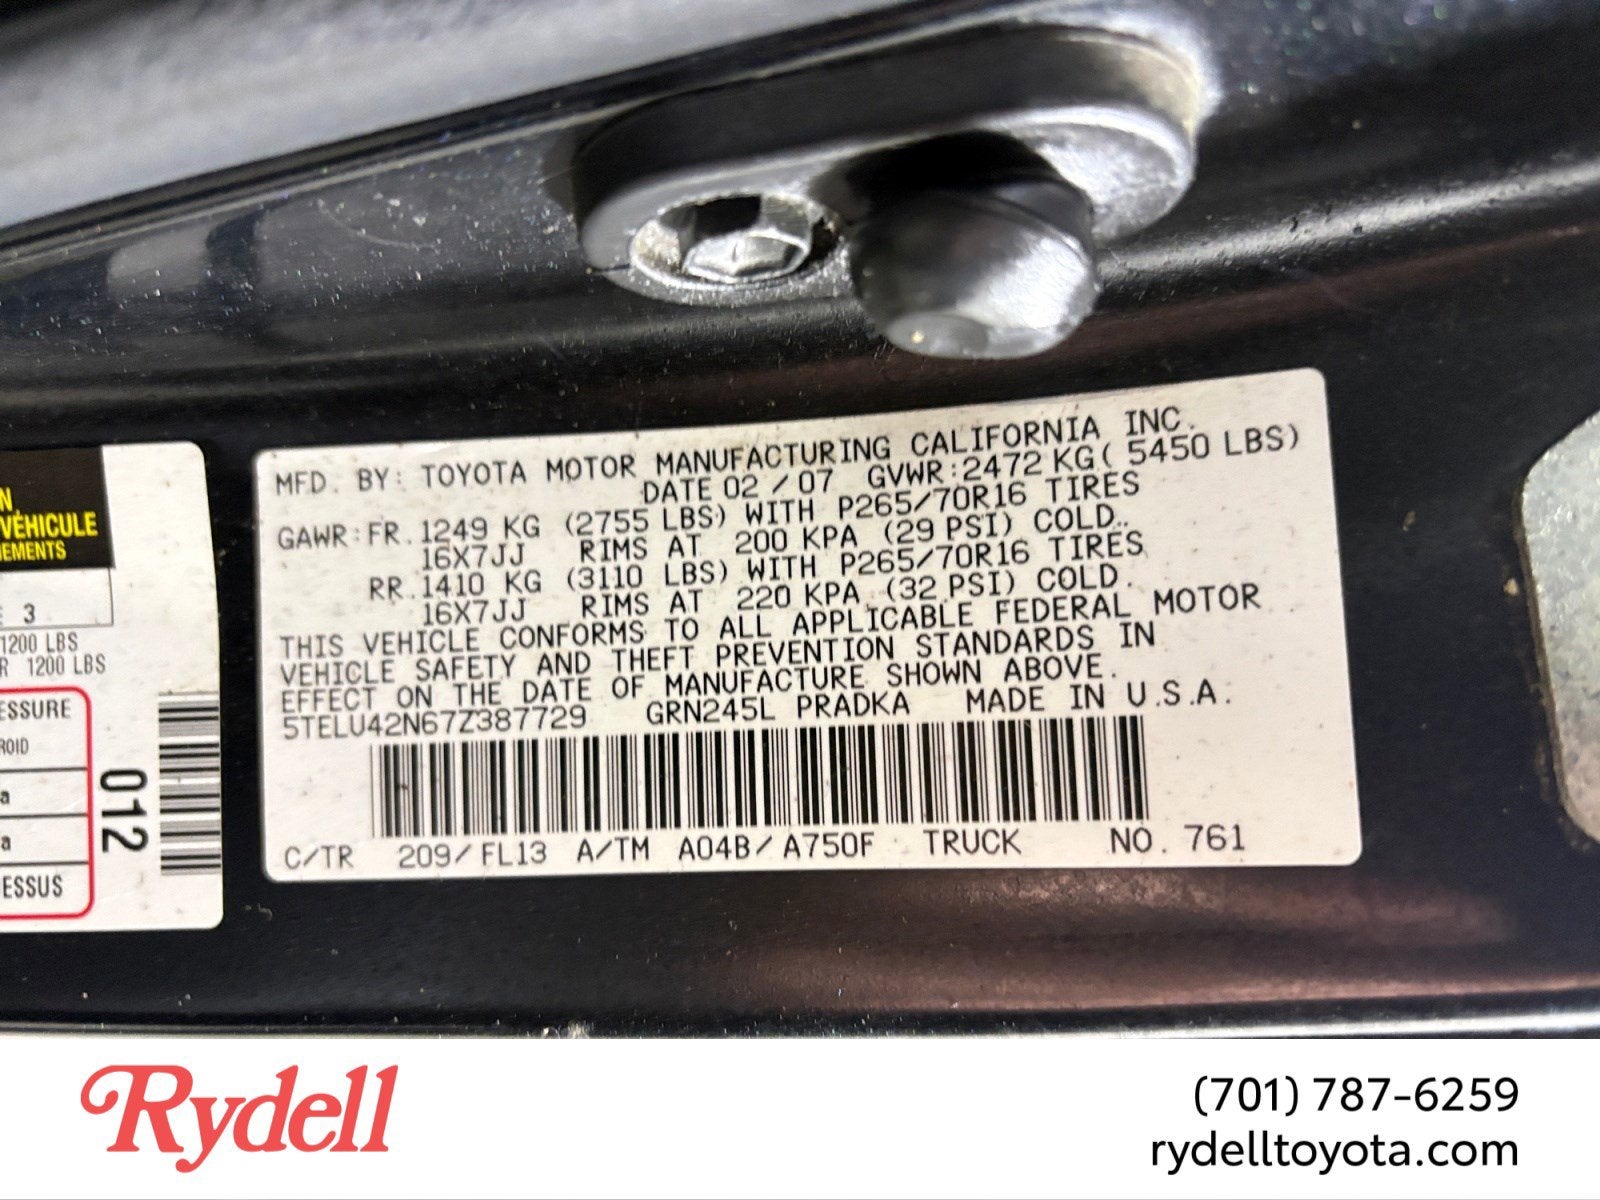 MFD. BY: TOYOTA MOTOR MANUFACTURING CALIFORNIA INC.
DATE 02 / 07 GVWR:2472 KG( 5450 LBS)
GAWR:FR.1249 KG (2755 LBS) WITH P265/70R16 TIRES
16X7JJ RIMS AT 200 KPA (29 PSI) COLD.
RR.1410 KG (3110 LBS) WITH P265/70R16 TIRES
16X7JJ RIMS AT 220 KPA (32 PSI) COLD.
THIS VEHICLE CONFORMS TO ALL APPLICABLE FEDERAL MOTOR
VEHICLE SAFETY AND THEFT PREVENTION STANDARDS IN
EFFECT ON THE DATE OF MANUFACTURE SHOWN ABOVE.
5TELU42N67Z387729 GRN245L PRADKA MADE IN U.S.A.
C/TR 209/FL13 A/TM A04B/A750F TRUCK NO. 761
N
VÉHICULE
EMENTS
3
1200 LBS
R 1200 LBS
ESSURE
ROID
a
a
ESSUS
012
Rydell
(701) 787-6259
rydelltoyota.com